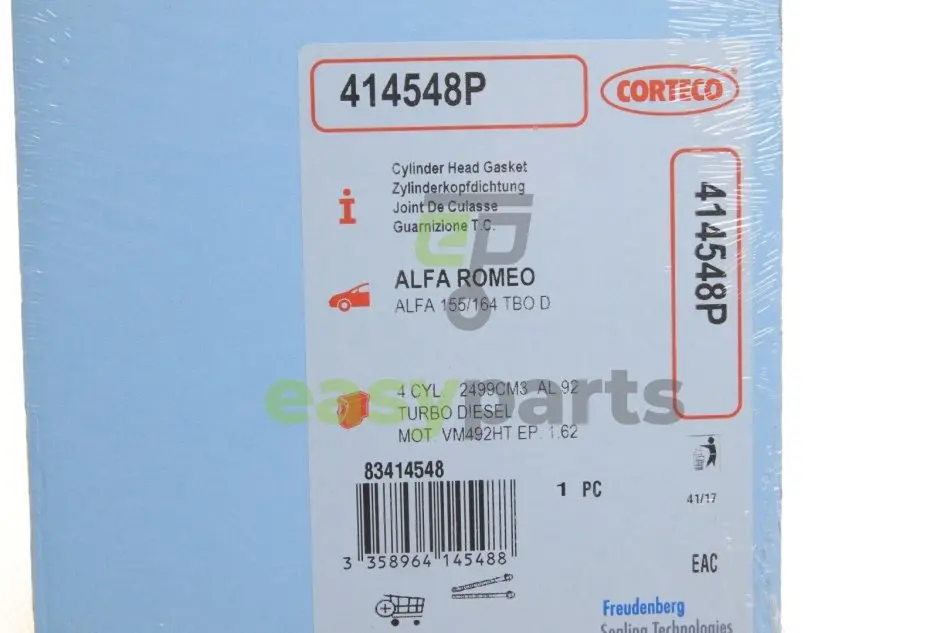 414548P
CORTECO
Cylinder Head Gasket
Zylinderkopfdichtung
Joint De Culasse
Guarnizione T.C.
414548P
ep
ALFA ROMEO
ALFA 155/164 TBO D
easyparts
4 CYL 2499CM3 AL 92
TURBO DIESEL
MOT. VM492HT EP. 1.62
83414548
1 PC
41/17
3 358964 145488
EAC
Freudenberg
Sealing Technologies